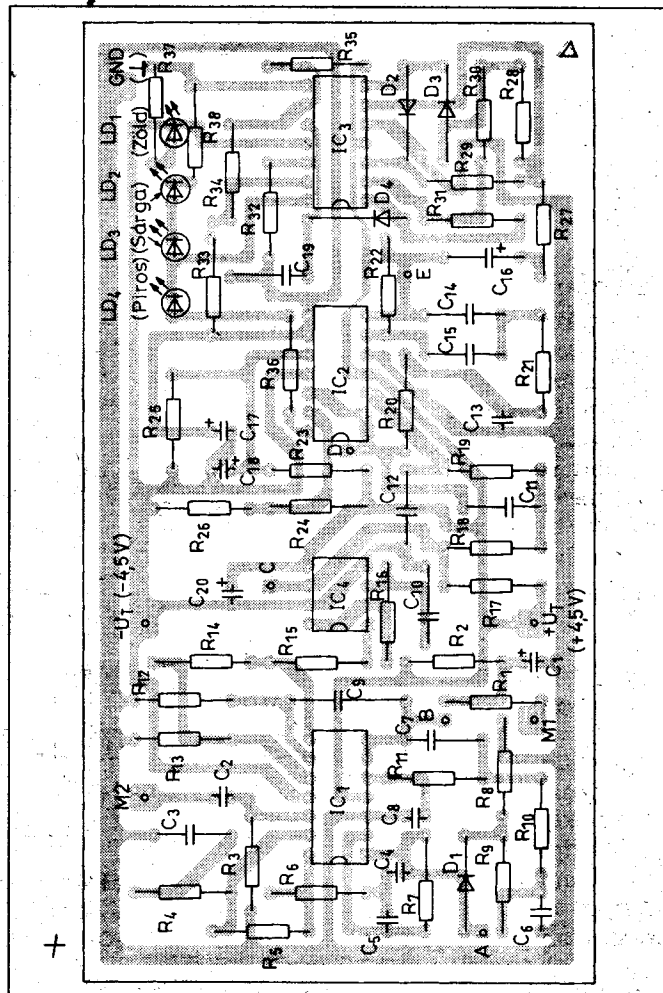 GND (⊥)
R37
R35
LD1 (Zöld)
R38
D2
D3
R30
R28
LD2
IC3
R29
R34
(Sárga)
R32
D4
R31
R27
LD3
R33
C19
R22
E
C16
LD4 (Piros)
C14
C15
R36
IC2
R20
R21
R26
C17
C13
C18
R23
D
R19
R26
R24
C12
C11
R18
-UT (-4,5V)
C20
C
IC4
R16
C10
R17
+UT (+4,5V)
R14
R15
R2
C1
R12
C9
R1
R13
C7
B
M1
M2
C2
IC1
R11
R8
C3
C8
R10
R3
R6
C4
D1
R9
R4
R7
R5
C5
A
C6